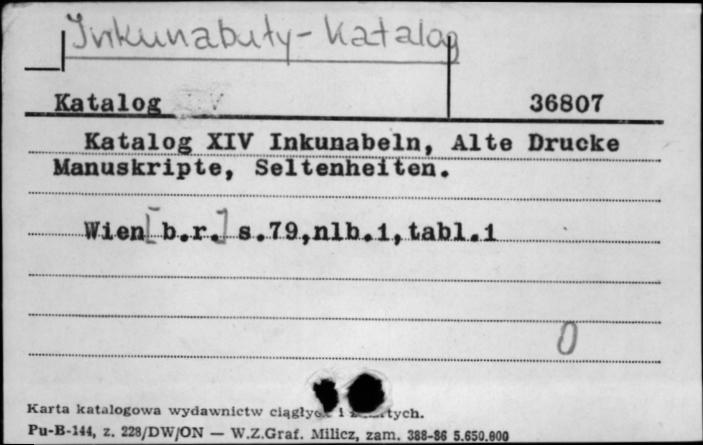 Inkunabuły - Katalog
Katalog 36807
Katalog XIV Inkunabeln, Alte Drucke
Manuskripte, Seltenheiten.
Wien [b.r.] s.79,nlb.1,tabl.1
0
Karta katalogowa wydawnictw ciągłych i
Pu-B-144, z. 228/DW/ON — W.Z.Graf. Milicz, zam. 388-86 5.650.000